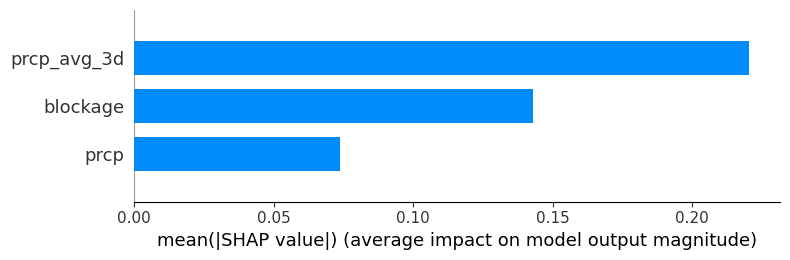 prcp_avg_3d
blockage
prcp
0.00 0.05 0.10 0.15 0.20
mean(|SHAP value|) (average impact on model output magnitude)